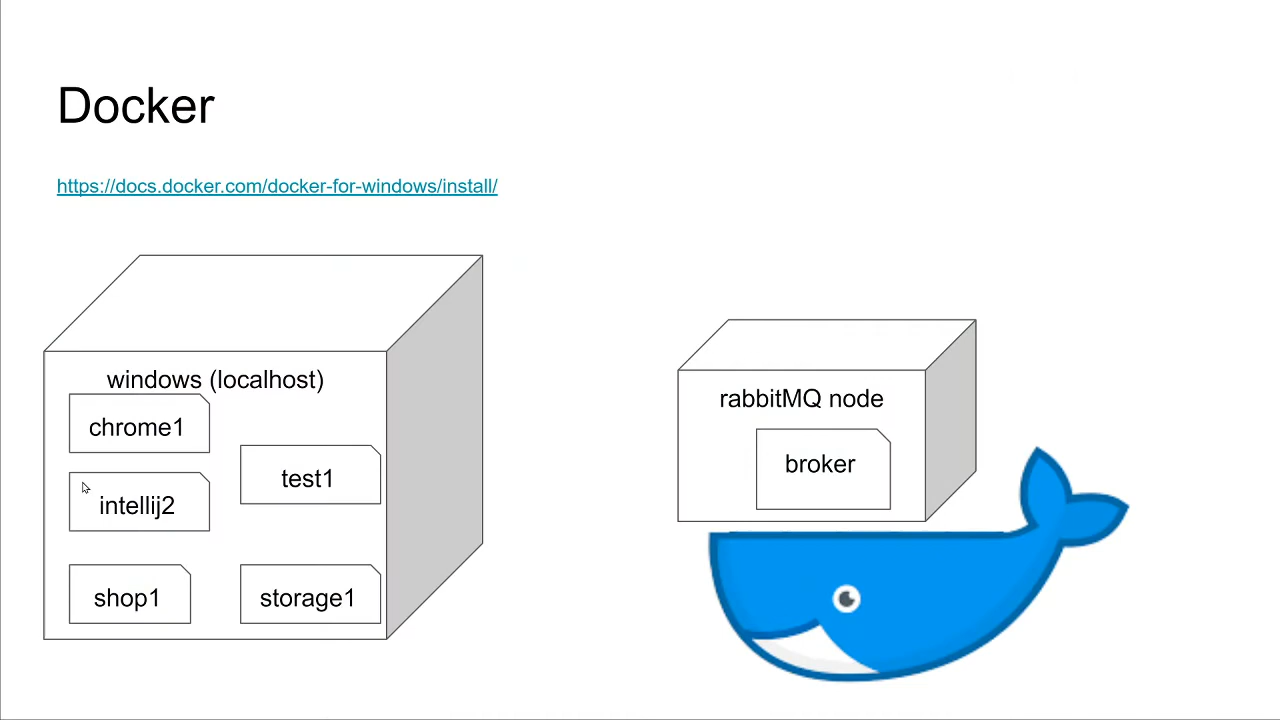 Docker
https://docs.docker.com/docker-for-windows/install/
windows (localhost)
chrome1
test1
intellij2
shop1
storage1
rabbitMQ node
broker